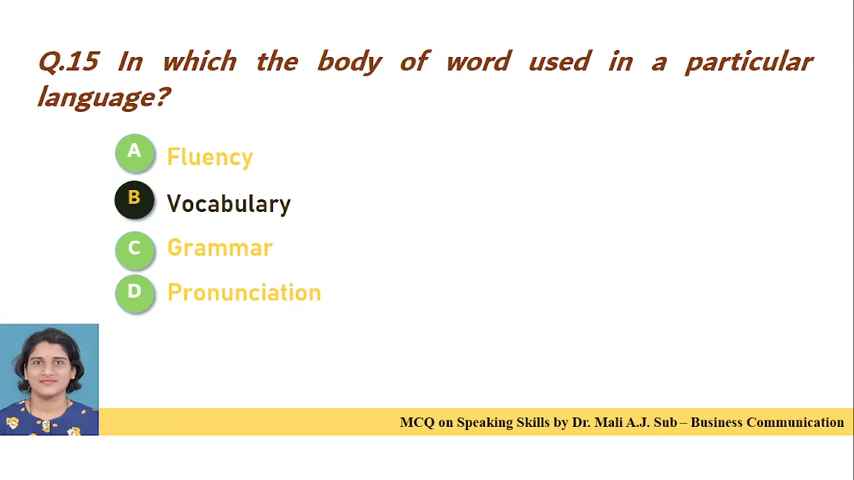 Q.15 In which the body of word used in a particular
language?
A Fluency
B Vocabulary
C Grammar
D Pronunciation
MCQ on Speaking Skills by Dr. Mali A.J. Sub – Business Communication